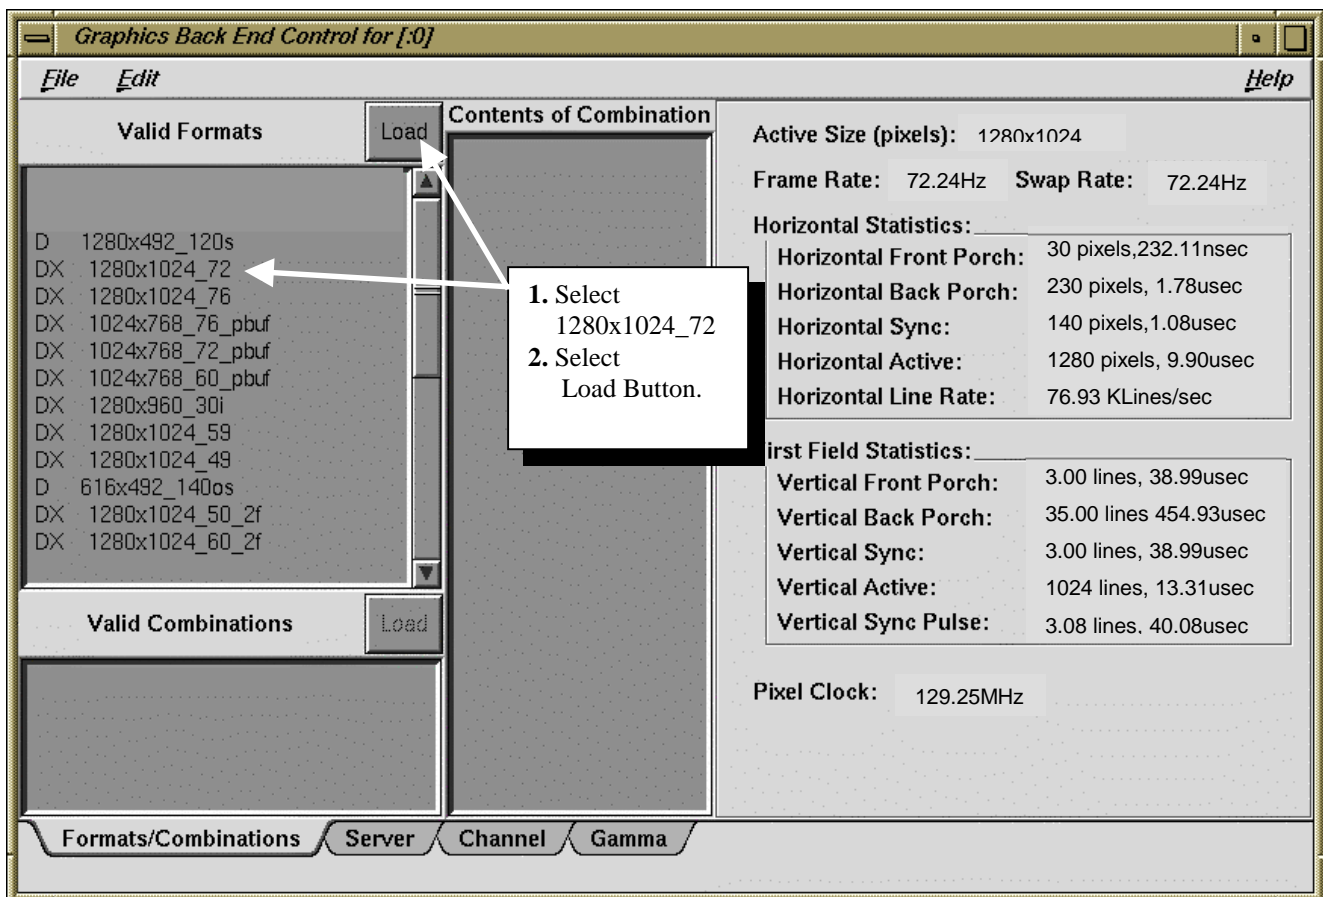 Graphics Back End Control for [:0]
File Edit Help
Valid Formats
Load
D 1280x492_120s
DX 1280x1024_72
DX 1280x1024_76
DX 1024x768_76_pbuf
DX 1024x768_72_pbuf
DX 1024x768_60_pbuf
DX 1280x960_30i
DX 1280x1024_59
DX 1280x1024_49
D 616x492_140os
DX 1280x1024_50_2f
DX 1280x1024_60_2f
Valid Combinations
Load
Contents of Combination
1. Select
1280x1024_72
2. Select
Load Button.
Active Size (pixels): 1280x1024
Frame Rate: 72.24Hz Swap Rate: 72.24Hz
Horizontal Statistics:
Horizontal Front Porch: 30 pixels,232.11nsec
Horizontal Back Porch: 230 pixels, 1.78usec
Horizontal Sync: 140 pixels,1.08usec
Horizontal Active: 1280 pixels, 9.90usec
Horizontal Line Rate: 76.93 KLines/sec
irst Field Statistics:
Vertical Front Porch: 3.00 lines, 38.99usec
Vertical Back Porch: 35.00 lines 454.93usec
Vertical Sync: 3.00 lines, 38.99usec
Vertical Active: 1024 lines, 13.31usec
Vertical Sync Pulse: 3.08 lines, 40.08usec
Pixel Clock: 129.25MHz
Formats/Combinations Server Channel Gamma